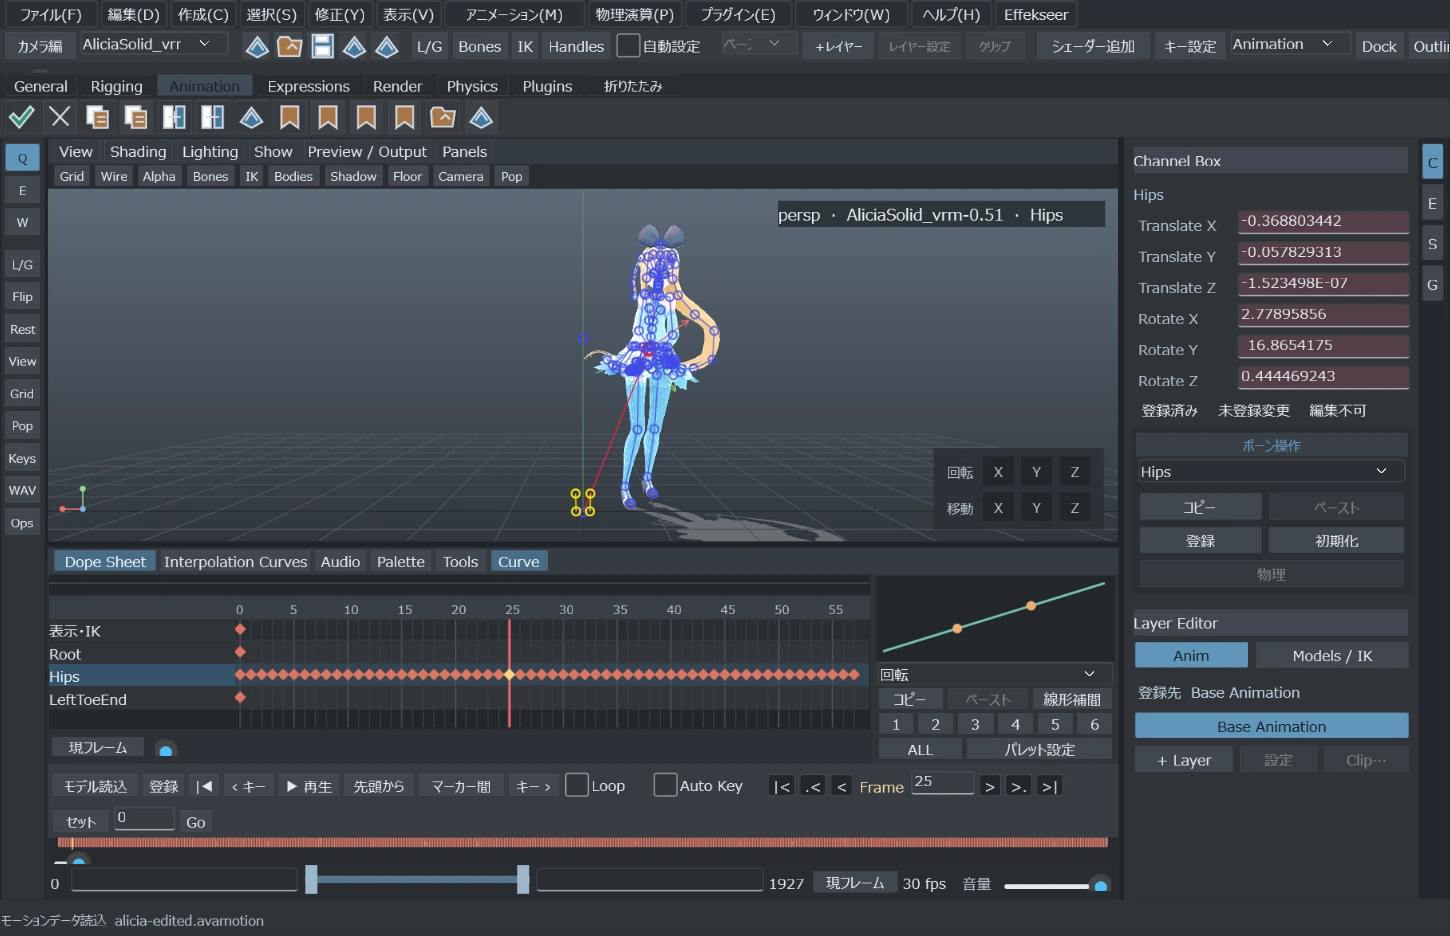 ファイル(F) 編集(D) 作成(C) 選択(S) 修正(Y) 表示(V) アニメーション(M) 物理演算(P) プラグイン(E) ウィンドウ(W) ヘルプ(H) Effekseer
カメラ編 AliciaSolid_vrr L/G Bones IK Handles 自動設定 +レイヤー レイヤー設定 クリップ シェーダー追加 キー設定 Animation Dock Outli
General Rigging Animation Expressions Render Physics Plugins 折りたたみ
Q
E
W
L/G
Flip
Rest
View
Grid
Pop
Keys
WAV
Ops
View Shading Lighting Show Preview / Output Panels
Grid Wire Alpha Bones IK Bodies Shadow Floor Camera Pop
persp · AliciaSolid_vrm-0.51 · Hips
回転 X Y Z
移動 X Y Z
Dope Sheet Interpolation Curves Audio Palette Tools Curve
0 5 10 15 20 25 30 35 40 45 50 55
表示・IK
Root
Hips
LeftToeEnd
現フレーム
回転
コピー ペースト 線形補間
1 2 3 4 5 6
ALL パレット設定
モデル読込 登録 |◀ ‹ キー ▶ 再生 先頭から マーカー間 キー › Loop Auto Key |< .< < Frame 25 > >. >|
セット 0 Go
0 1927 現フレーム 30 fps 音量
モーションデータ読込 alicia-edited.avamotion
Channel Box
Hips
Translate X -0.368803442
Translate Y -0.057829313
Translate Z -1.523498E-07
Rotate X 2.77895856
Rotate Y 16.8654175
Rotate Z 0.444469243
登録済み 未登録変更 編集不可
ボーン操作
Hips
コピー ペースト
登録 初期化
物理
Layer Editor
Anim Models / IK
登録先 Base Animation
Base Animation
+ Layer 設定 Clip…
C
E
S
G